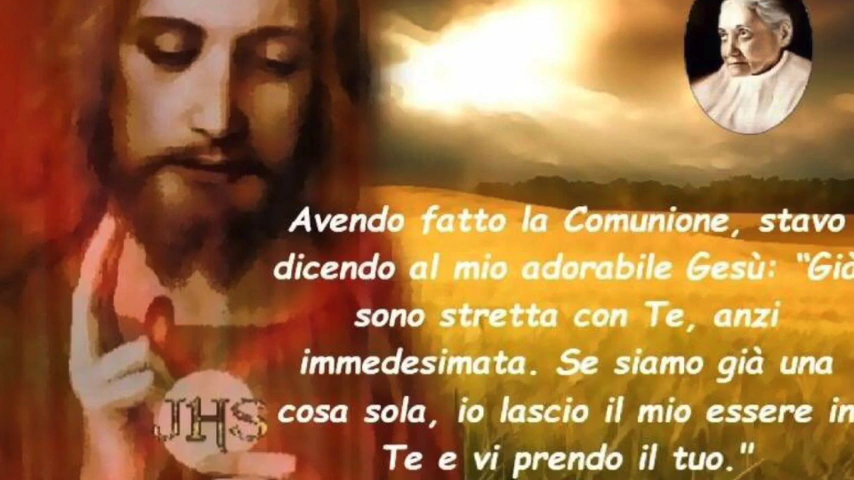 Avendo fatto la Comunione, stavo
dicendo al mio adorabile Gesù: “Già
sono stretta con Te, anzi
immedesimata. Se siamo già una
cosa sola, io lascio il mio essere in
Te e vi prendo il tuo."
JHS